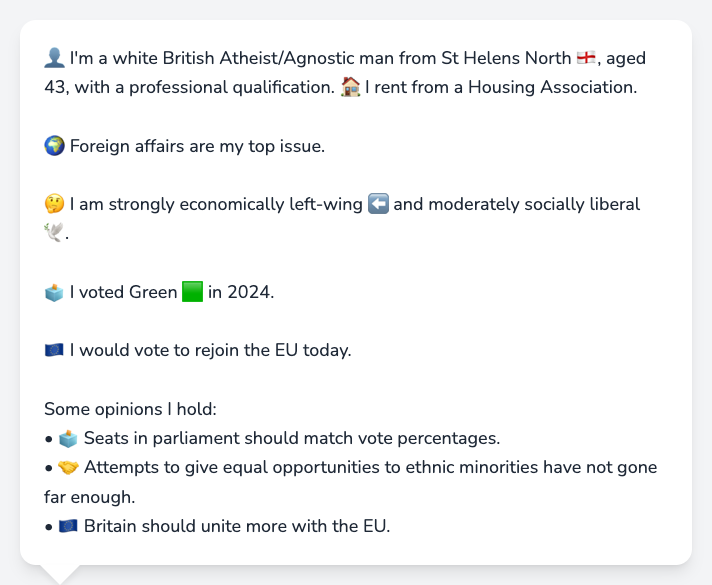 👤 I'm a white British Atheist/Agnostic man from St Helens North 🏴󠁧󠁢󠁥󠁮󠁧󠁿, aged
43, with a professional qualification. 🏠 I rent from a Housing Association.
🌍 Foreign affairs are my top issue.
🤔 I am strongly economically left-wing ⬅️ and moderately socially liberal
🕊️.
🗳️ I voted Green 🟩 in 2024.
🇪🇺 I would vote to rejoin the EU today.
Some opinions I hold:
• 🗳️ Seats in parliament should match vote percentages.
• 🤝 Attempts to give equal opportunities to ethnic minorities have not gone
far enough.
• 🇪🇺 Britain should unite more with the EU.